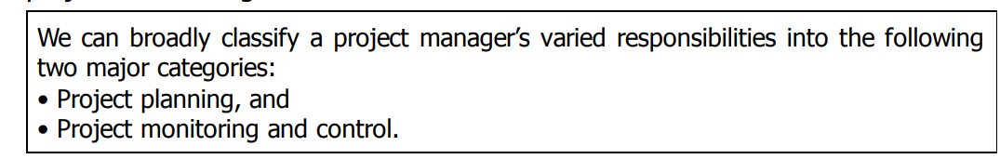 We can broadly classify a project manager’s varied responsibilities into the following
two major categories:
• Project planning, and
• Project monitoring and control.